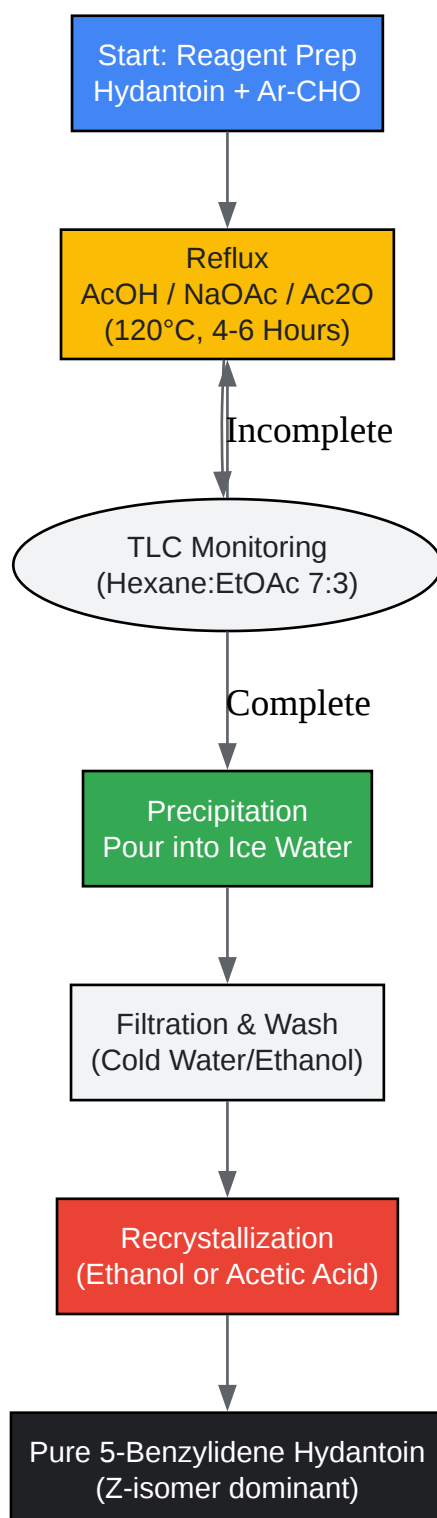 Start: Reagent Prep
Hydantoin + Ar-CHO
Reflux
AcOH / NaOAc / Ac2O
(120°C, 4-6 Hours)
Incomplete
TLC Monitoring
(Hexane:EtOAc 7:3)
Complete
Precipitation
Pour into Ice Water
Filtration & Wash
(Cold Water/Ethanol)
Recrystallization
(Ethanol or Acetic Acid)
Pure 5-Benzylidene Hydantoin
(Z-isomer dominant)